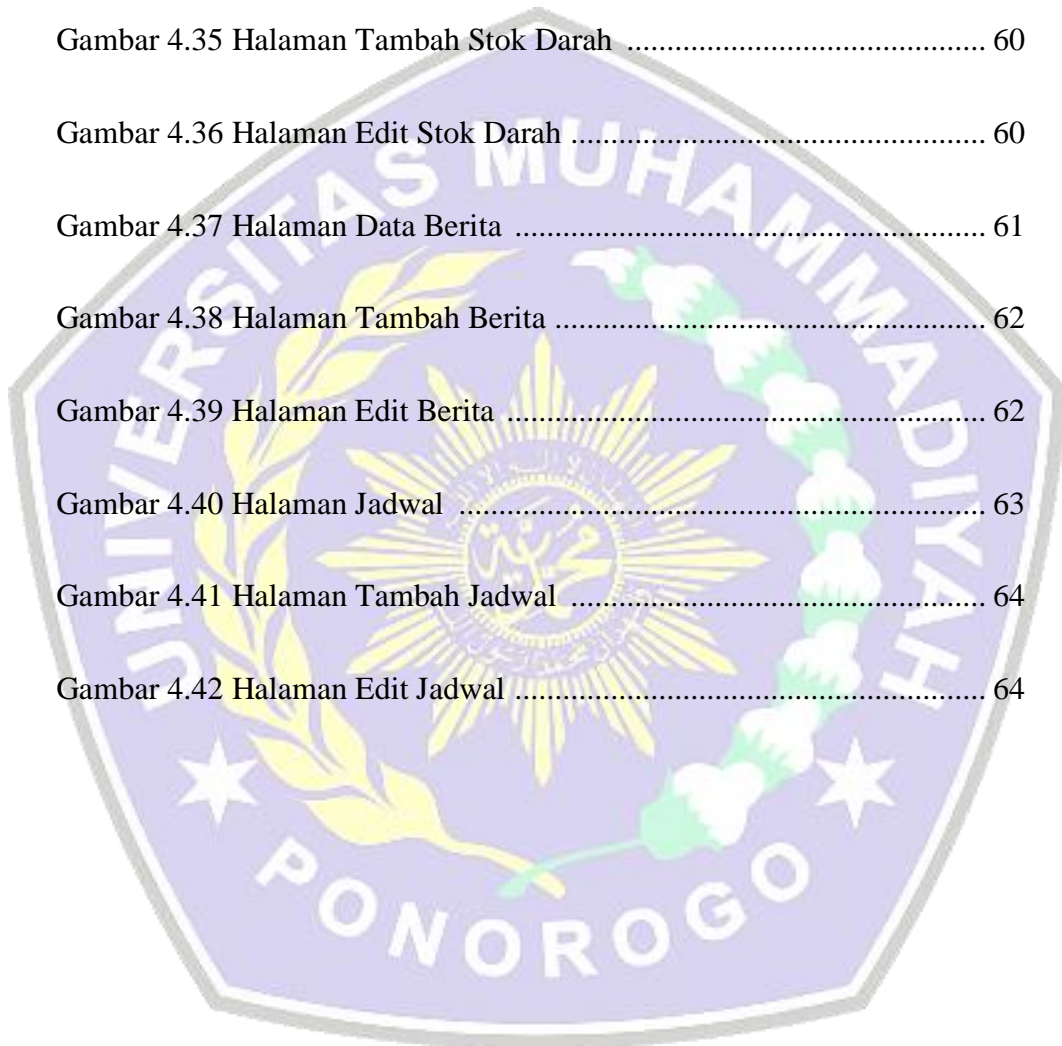 Gambar 4.35 Halaman Tambah Stok Darah ............................................. 60
Gambar 4.36 Halaman Edit Stok Darah .................................................... 60
Gambar 4.37 Halaman Data Berita ........................................................... 61
Gambar 4.38 Halaman Tambah Berita ...................................................... 62
Gambar 4.39 Halaman Edit Berita ............................................................ 62
Gambar 4.40 Halaman Jadwal .................................................................. 63
Gambar 4.41 Halaman Tambah Jadwal .................................................... 64
Gambar 4.42 Halaman Edit Jadwal ........................................................... 64
UNIVERSITAS MUHAMMADIYAH
PONOROGO